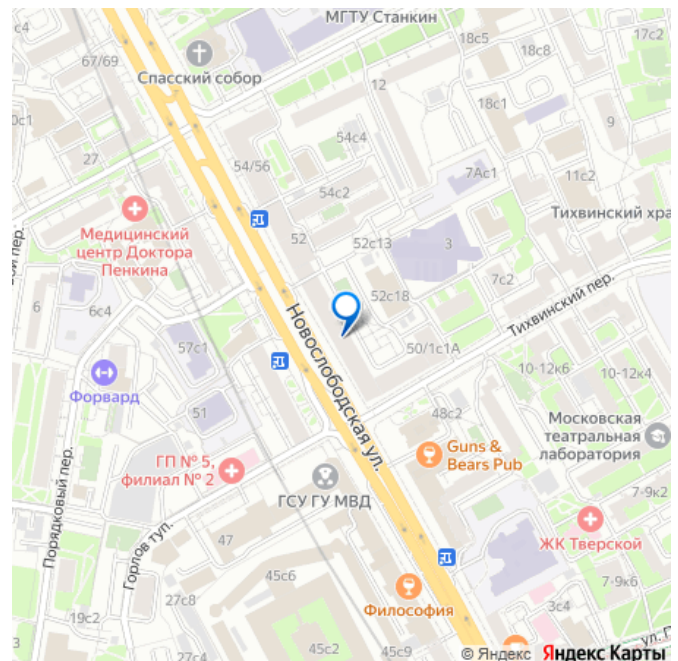 МГТУ Станкин
17с2
18с5
18с8
67/69
Спасский собор
12
18с1
9
27
54с4
54/56
54с2
7Ас1
11с2
Тихвинский хра
Медицинский
центр Доктора
Пенкина
52
52с13
3
7с2
52с18
Тихвинский пер.
6
6с4
Новослободская ул.
57с1
50/1с1А
10-12к6
10-12к4
Форвард
51
48с2
Московская
театральная
лаборатория
Guns &
Bears Pub
ГП № 5,
филиал № 2
ГСУ ГУ МВД
7-9к2
Порядковый пер.
Горлов туп.
47
ЖК Тверской
45с6
27с8
Философия
7-9к6
3с4
19с2
27с4
45с2
© Яндекс Яндекс Карты